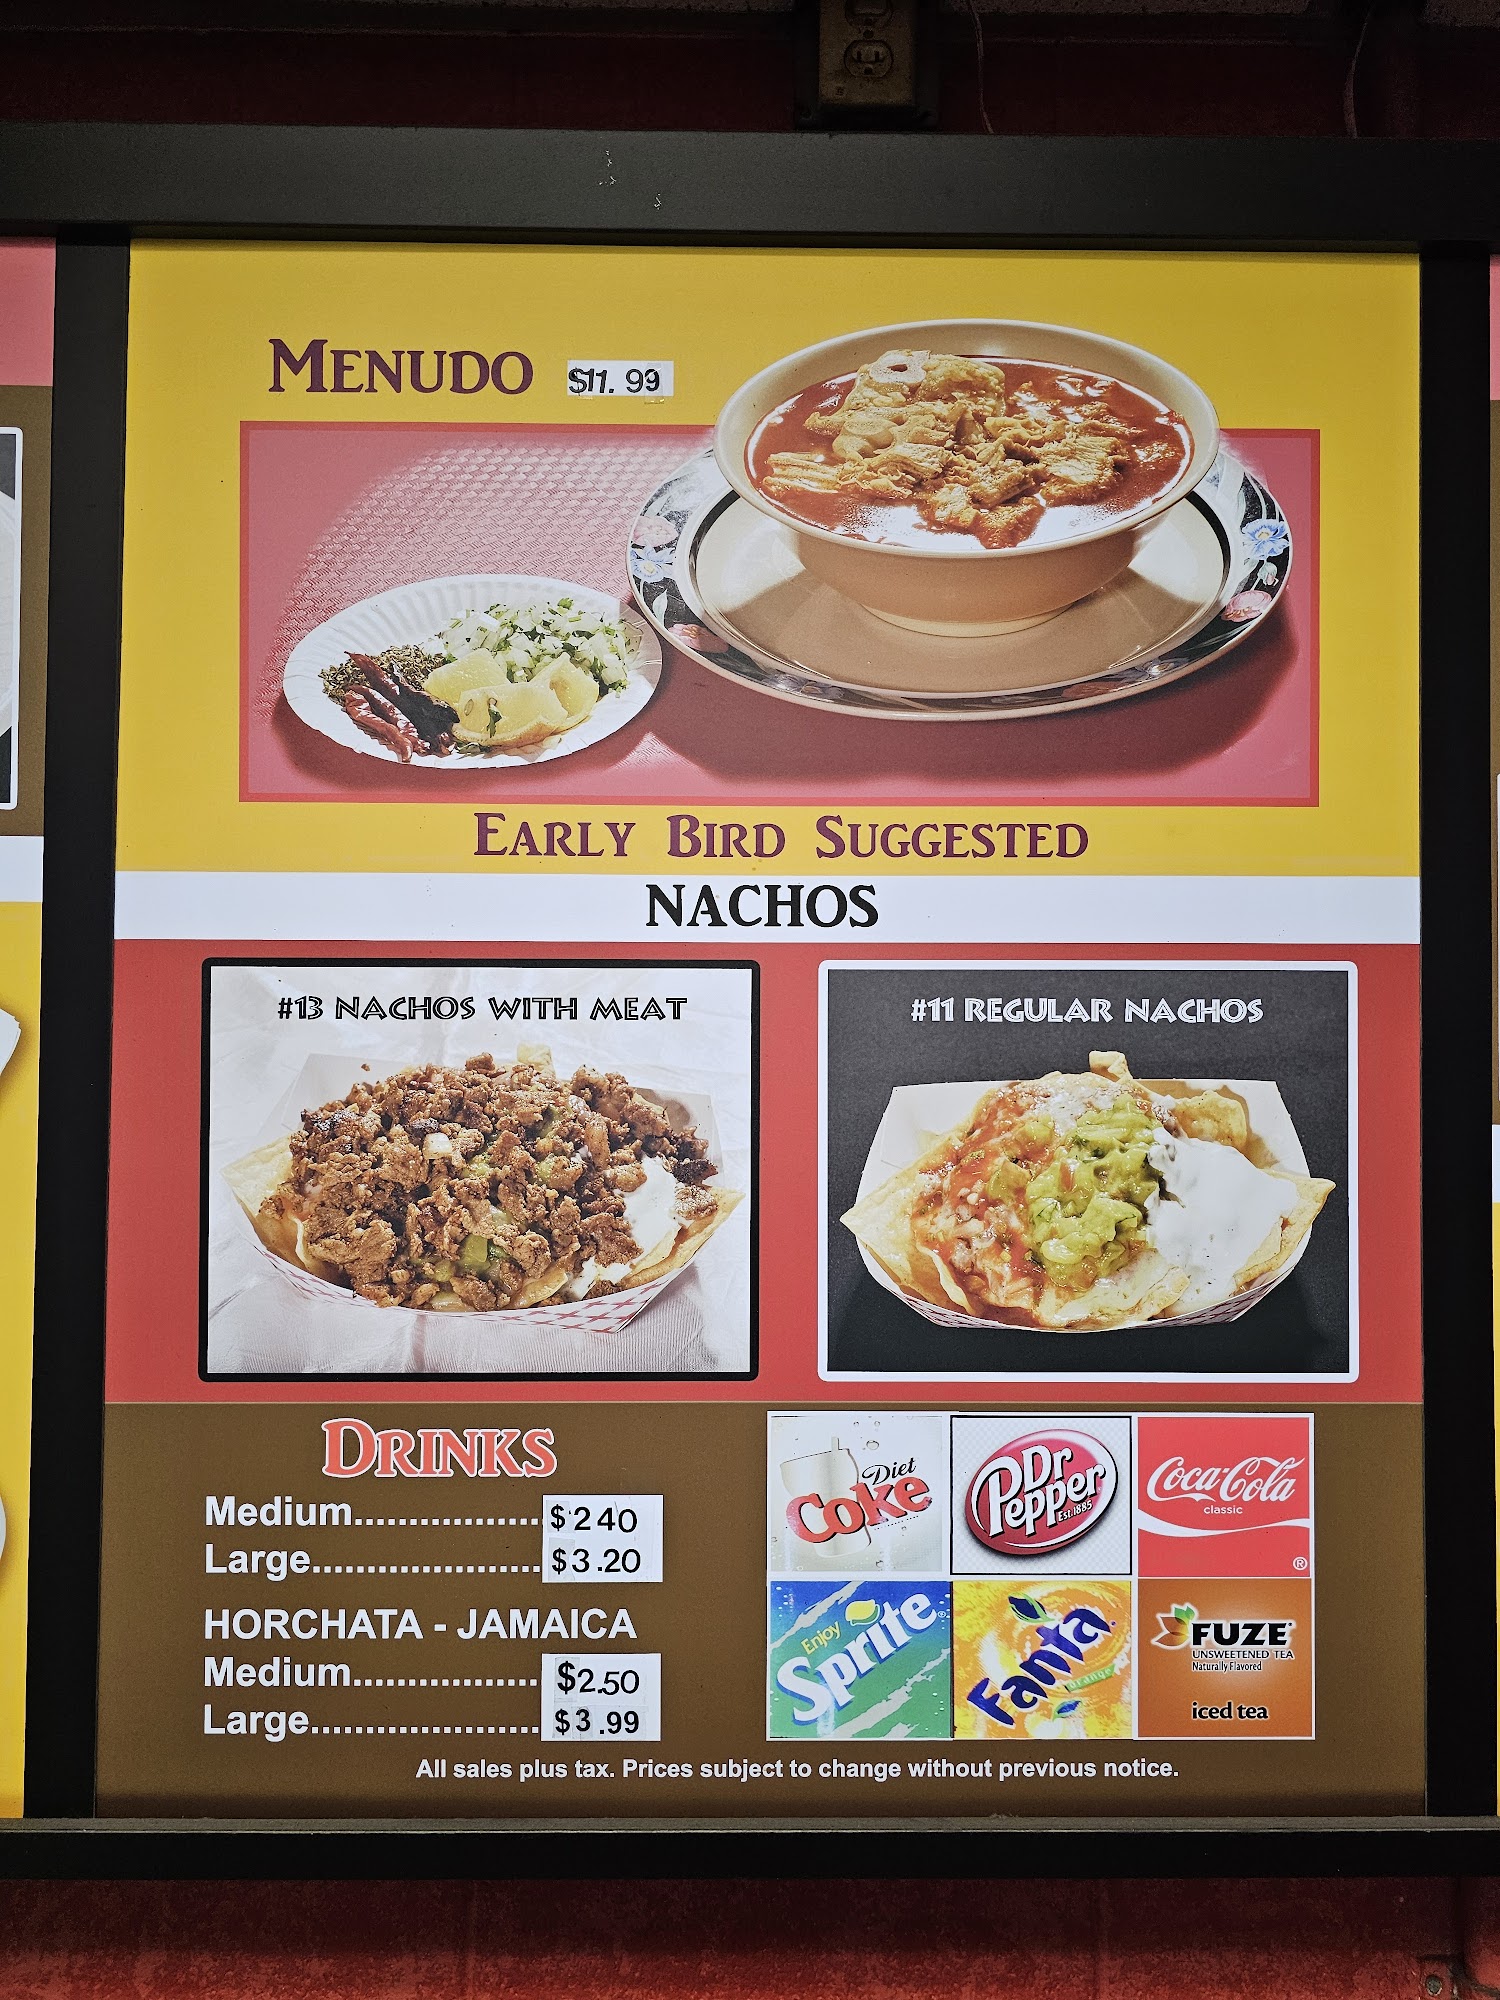 MENUDO $11.99
EARLY BIRD SUGGESTED
NACHOS
#13 NACHOS WITH MEAT
#11 REGULAR NACHOS
DRINKS
Medium................. $2 40
Large..................... $3.20
HORCHATA - JAMAICA
Medium................. $2.50
Large..................... $3.99
Diet
Coke
Dr
Pepper
Est.1885
Coca-Cola
classic
®
Enjoy
Sprite
Fanta
orange
FUZE
UNSWEETENED TEA
Naturally Flavored
iced tea
All sales plus tax. Prices subject to change without previous notice.